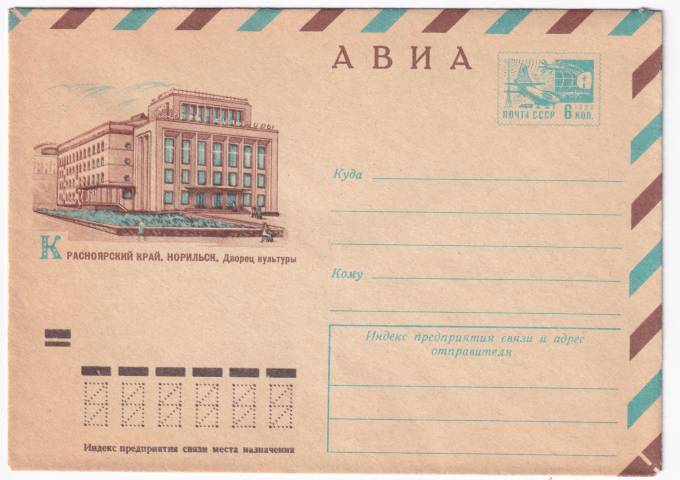 АВИА
ПОЧТА СССР 6 КОП.
Куда
КРАСНОЯРСКИЙ КРАЙ. НОРИЛЬСК. Дворец культуры
Кому
Индекс предприятия связи и адрес
отправителя
Индекс предприятия связи места назначения